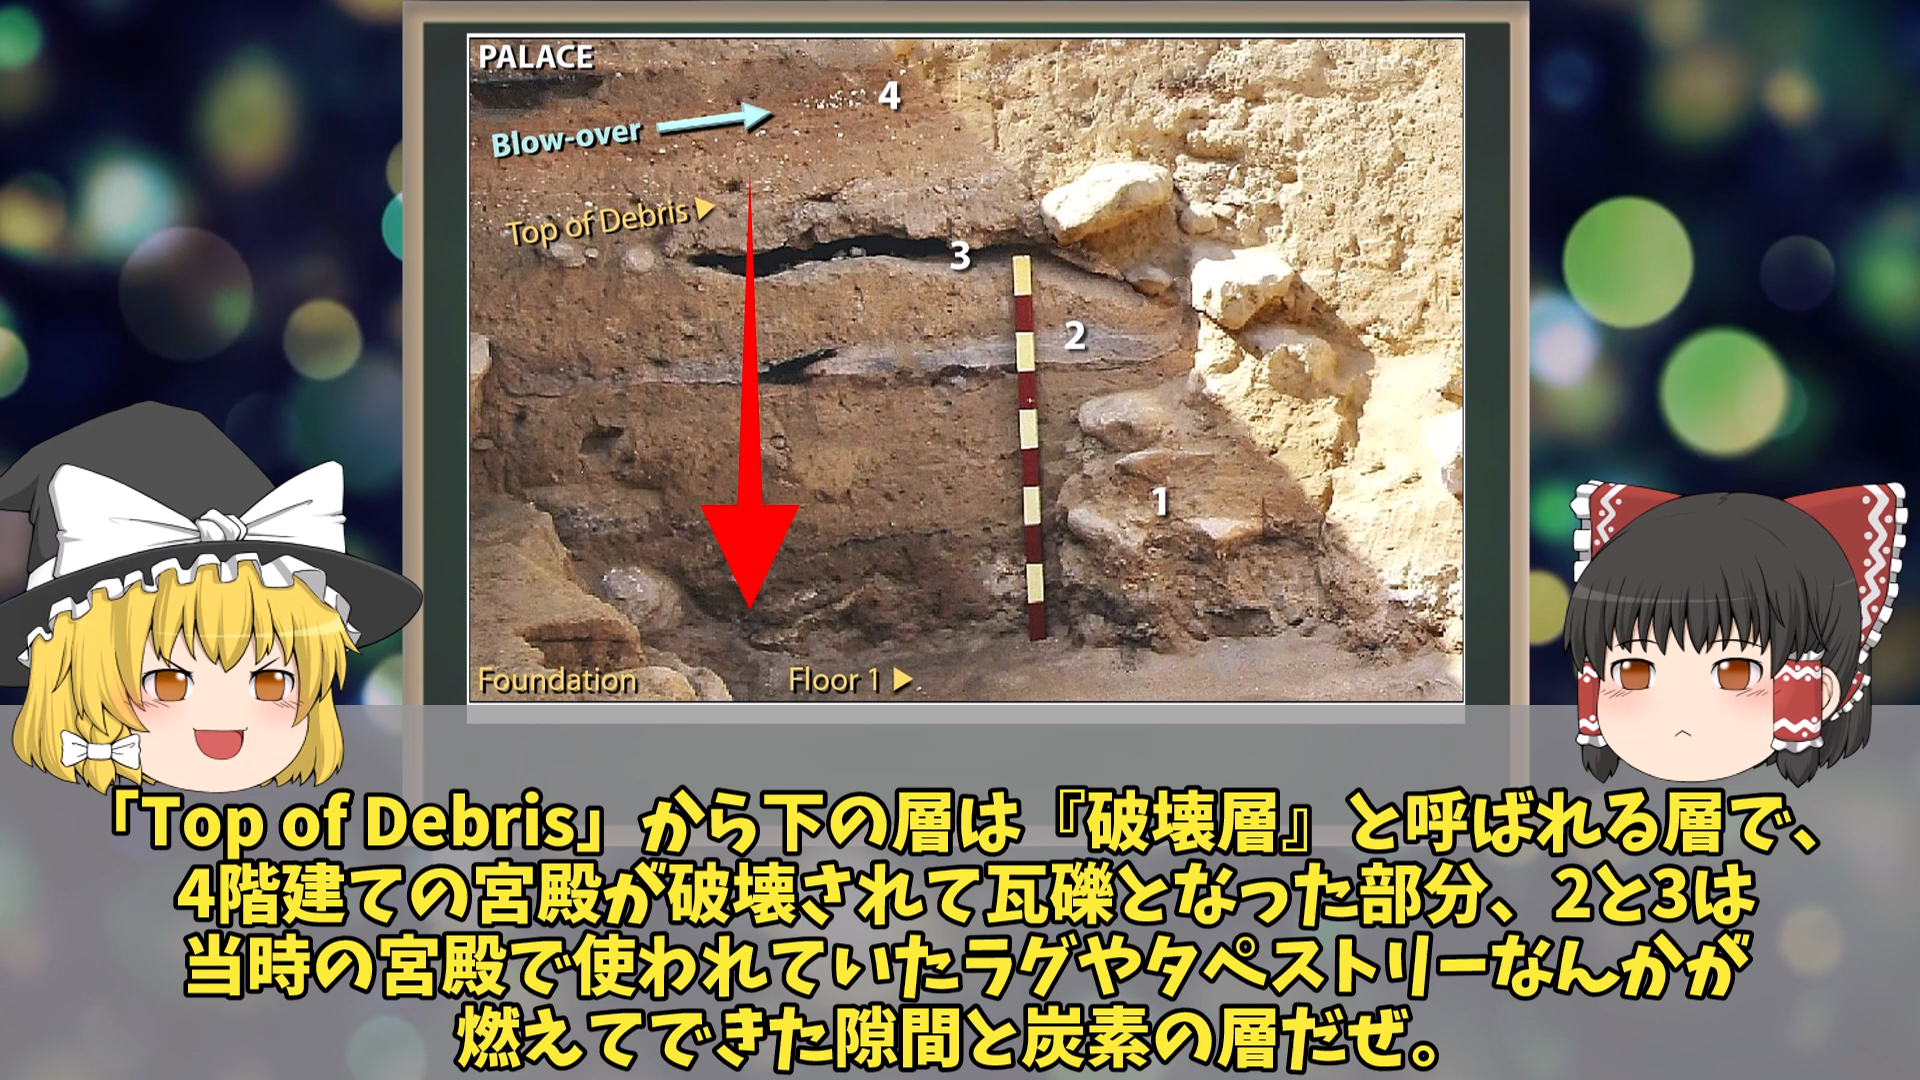 PALACE
4
Blow-over
Top of Debris
3
2
1
Foundation
Floor 1
「Top of Debris」から下の層は『破壊層』と呼ばれる層で、
4階建ての宮殿が破壊されて瓦礫となった部分、2と3は
当時の宮殿で使われていたラグやタペストリーなんかが
燃えてできた隙間と炭素の層だぜ。